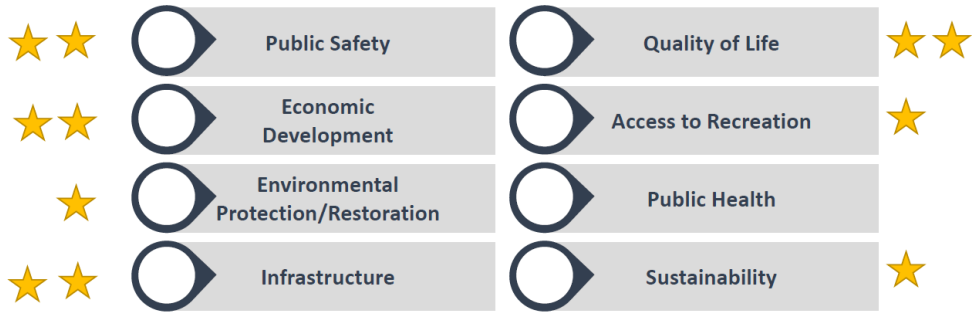 Public Safety
Quality of Life
Economic
Development
Access to Recreation
Environmental
Protection/Restoration
Public Health
Infrastructure
Sustainability